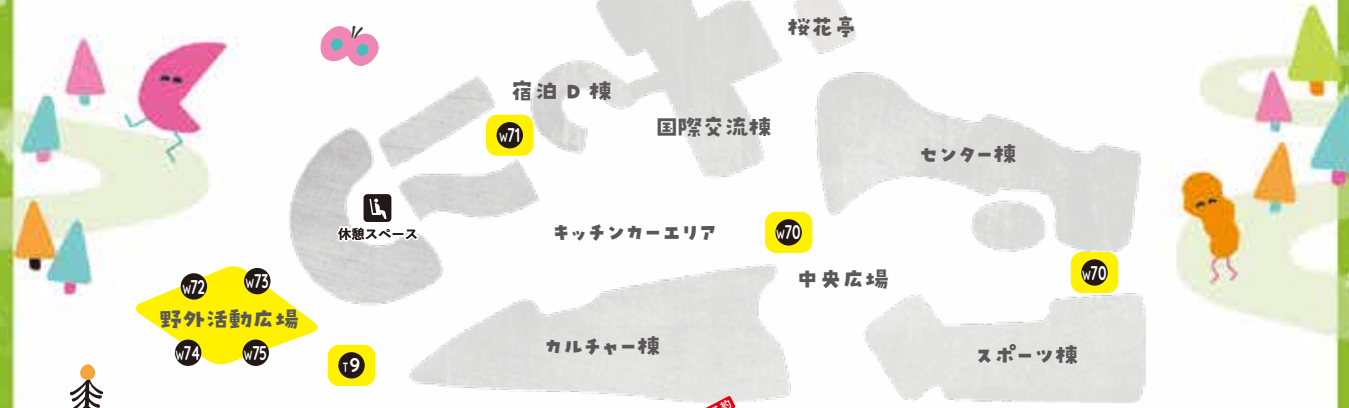 桜花亭
宿泊 D 棟
w71
国際交流棟
センター棟
休憩スペース
キッチンカーエリア
w70
中央広場
w70
w72
w73
野外活動広場
w74
w75
T9
カルチャー棟
スポーツ棟